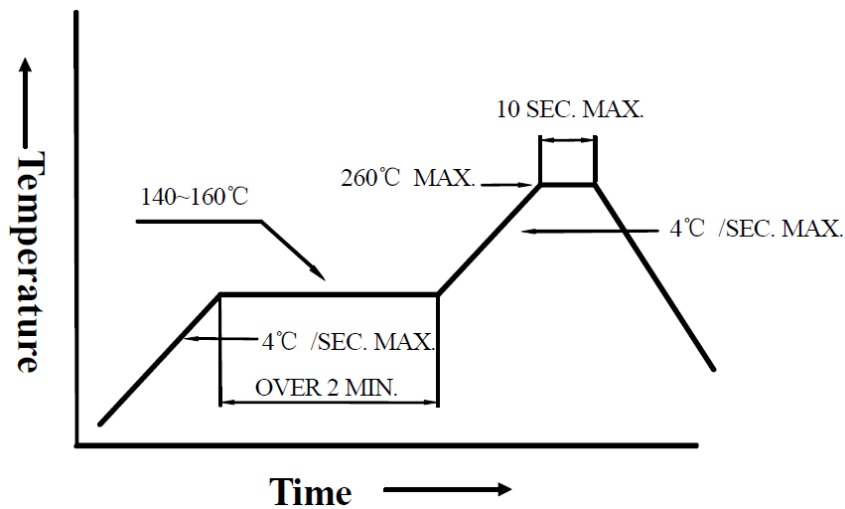 10 SEC. MAX.
260℃ MAX.
140~160℃
4℃ /SEC. MAX.
4℃ /SEC. MAX.
OVER 2 MIN.
Temperature
Time